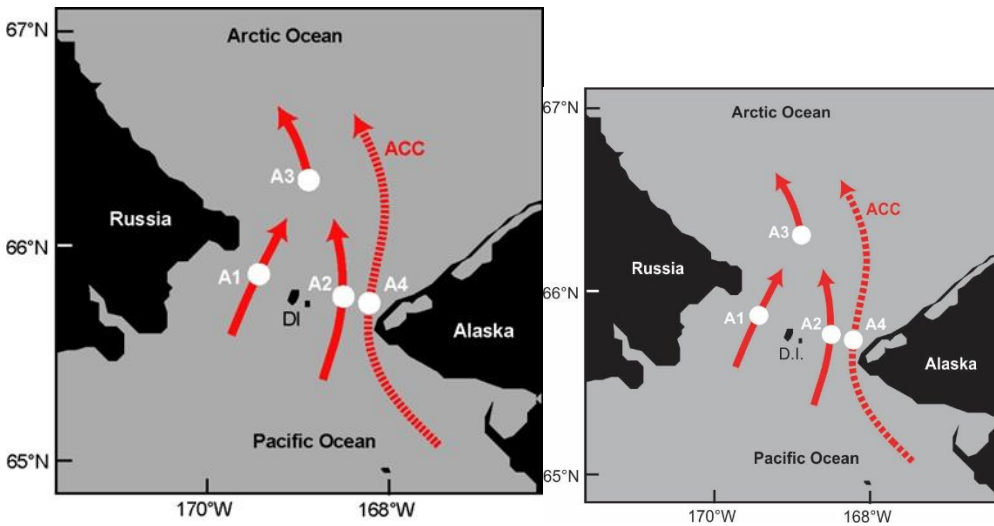 67°N
Arctic Ocean
ACC
A3
Russia
66°N
A1
A2
A4
DI
Alaska
Pacific Ocean
65°N
170°W
168°W
67°N
Arctic Ocean
ACC
A3
Russia
66°N
A1
A2
A4
D.I.
Alaska
Pacific Ocean
65°N
170°W
168°W